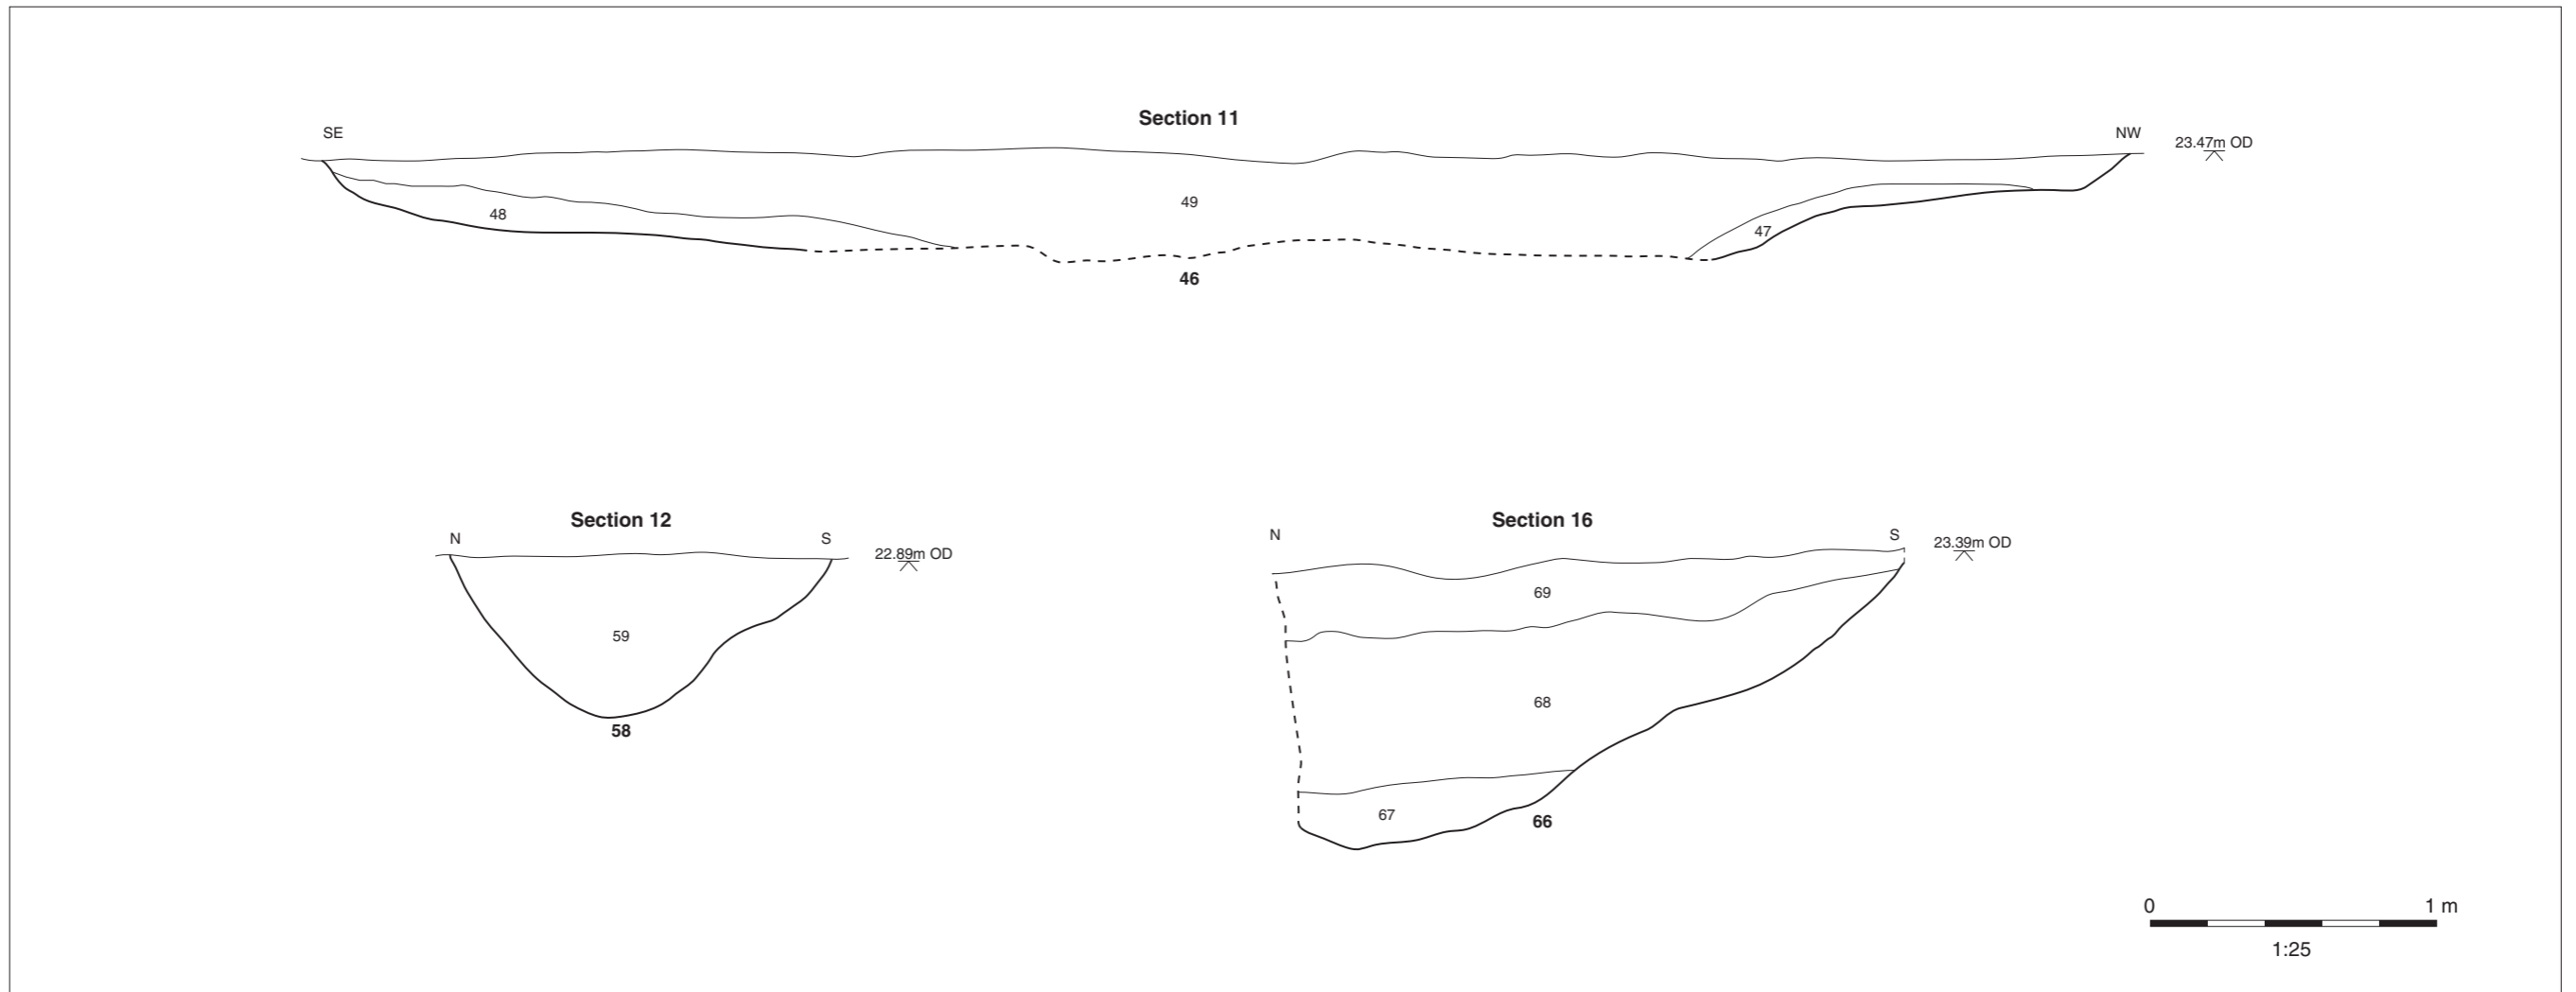 Section 11
SE
NW
23.47m OD
48
49
47
46
Section 12
N
S
22.89m OD
59
58
Section 16
N
S
23.39m OD
69
68
67
66
0
1 m
1:25